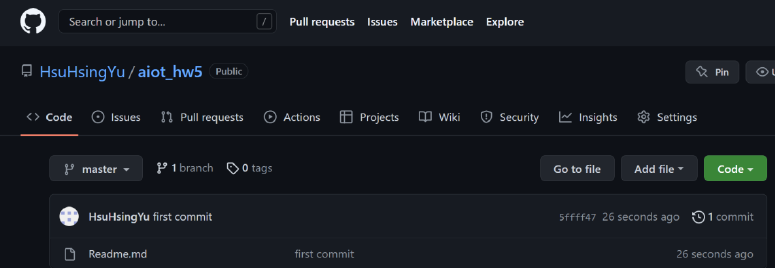 Search or jump to... /
Pull requests Issues Marketplace Explore
HsuHsingYu / aiot_hw5 Public
Pin
Code Issues Pull requests Actions Projects Wiki Security Insights Settings
master 1 branch 0 tags Go to file Add file Code
HsuHsingYu first commit 5ffff47 26 seconds ago 1 commit
Readme.md first commit 26 seconds ago